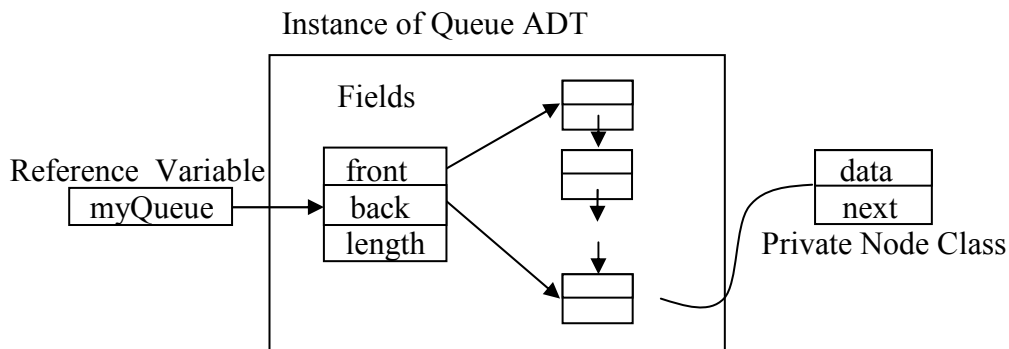 Instance of Queue ADT
Fields
Reference Variable
myQueue
front
back
length
data
next
Private Node Class